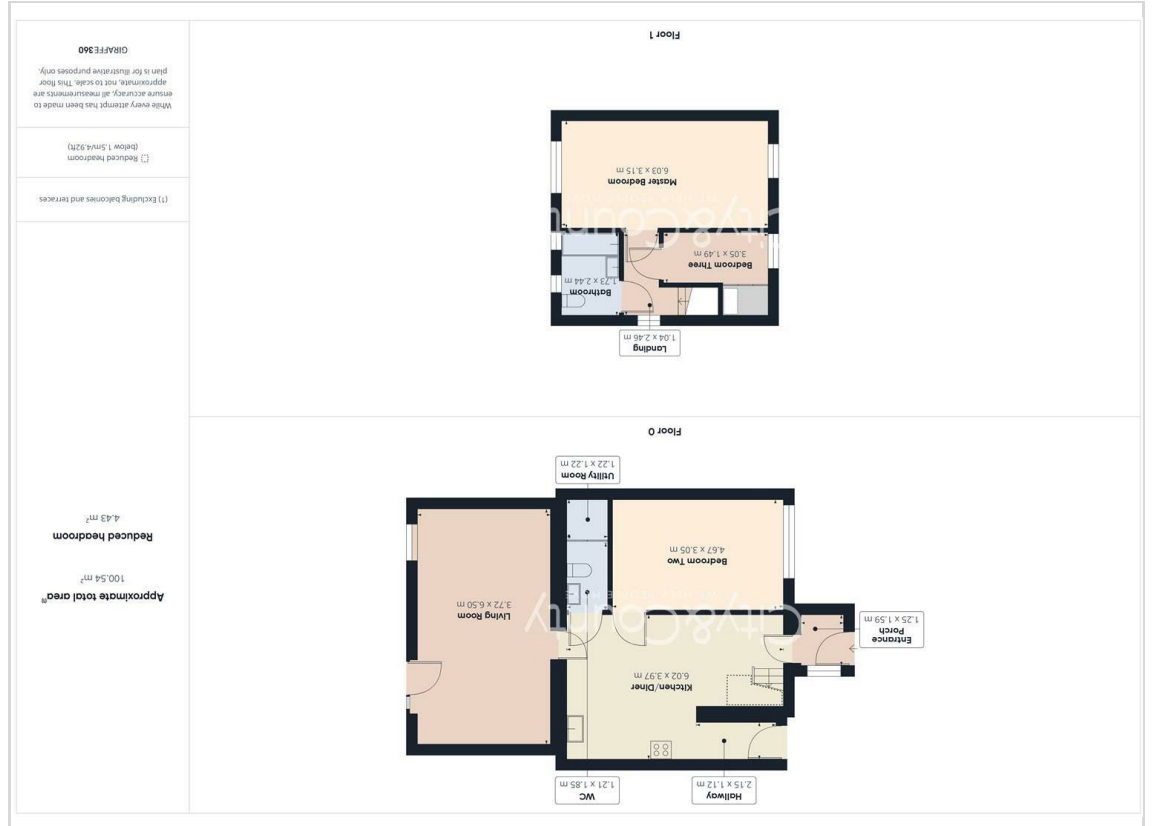 Hallway
2.15 x 1.12 m
WC
1.21 x 1.85 m
Kitchen/Diner
6.02 x 3.97 m
Entrance
Porch
1.25 x 1.59 m
Living Room
3.72 x 6.50 m
City&County
Bedroom Two
4.67 x 3.05 m
Utility Room
1.22 x 1.22 m
Floor 0
Landing
1.04 x 2.46 m
Bathroom
1.73 x 2.44 m
Bedroom Three
3.05 x 1.49 m
City&County
Master Bedroom
6.03 x 3.15 m
Floor 1
Approximate total area⁽¹⁾
100.54 m²
Reduced headroom
4.43 m²
(1) Excluding balconies and terraces
Reduced headroom
(below 1.5m/4.92ft)
While every attempt has been made to
ensure accuracy, all measurements are
approximate, not to scale. This floor
plan is for illustrative purposes only.
GIRAFFE360